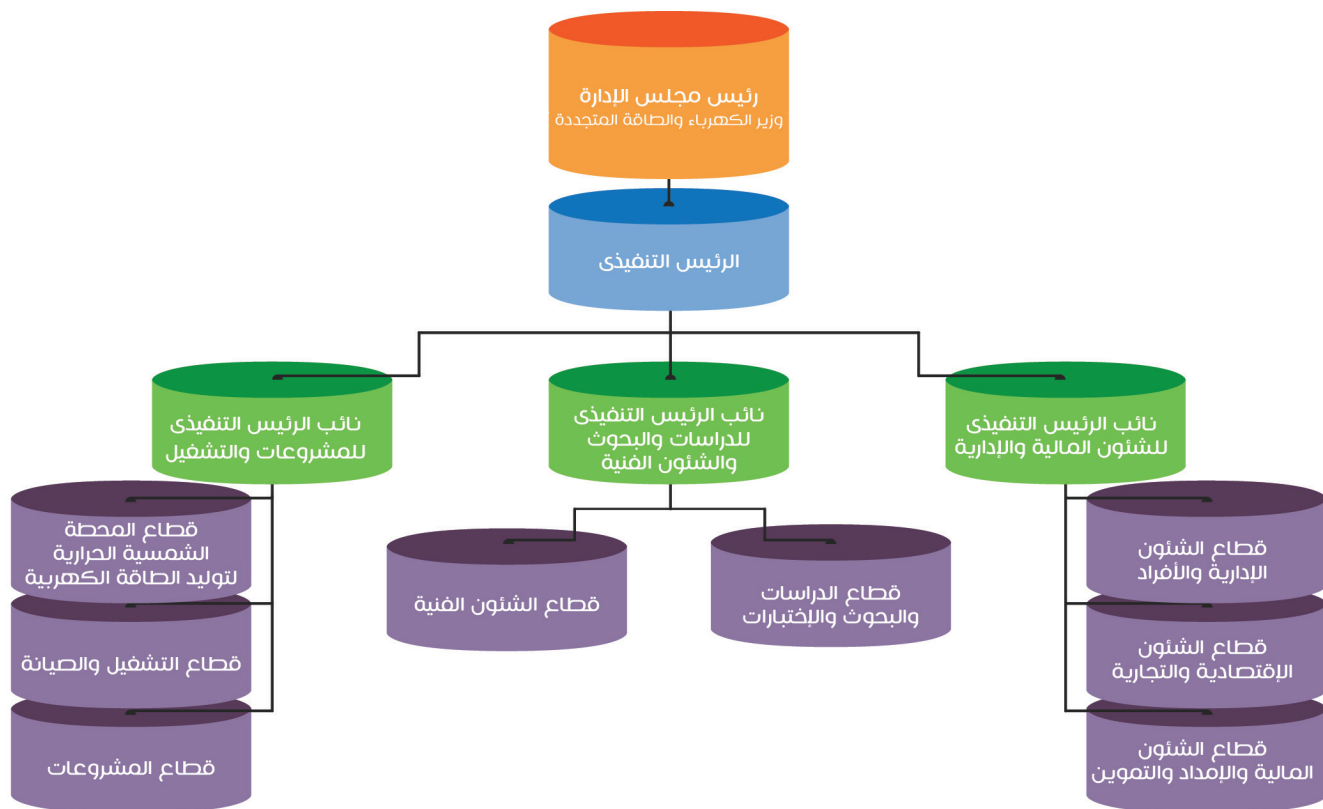 رئيس مجلس الإدارة
وزير الكهرباء والطاقة المتجددة
الرئيس التنفيذى
نائب الرئيس التنفيذى
للشئون المالية والإدارية
نائب الرئيس التنفيذى
للدراسات والبحوث
والشئون الفنية
نائب الرئيس التنفيذى
للمشروعات والتشغيل
قطاع الشئون
الإدارية والأفراد
قطاع الشئون
الإقتصادية والتجارية
قطاع الشئون
المالية والإمداد والتموين
قطاع الدراسات
والبحوث والإختبارات
قطاع الشئون الفنية
قطاع المحطة
الشمسية الحرارية
لتوليد الطاقة الكهربية
قطاع التشغيل والصيانة
قطاع المشروعات